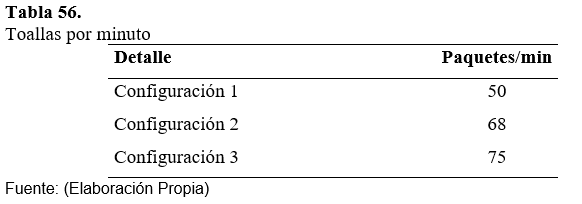 Tabla 56.
Toallas por minuto
Detalle Paquetes/min
Configuración 1 50
Configuración 2 68
Configuración 3 75
Fuente: (Elaboración Propia)